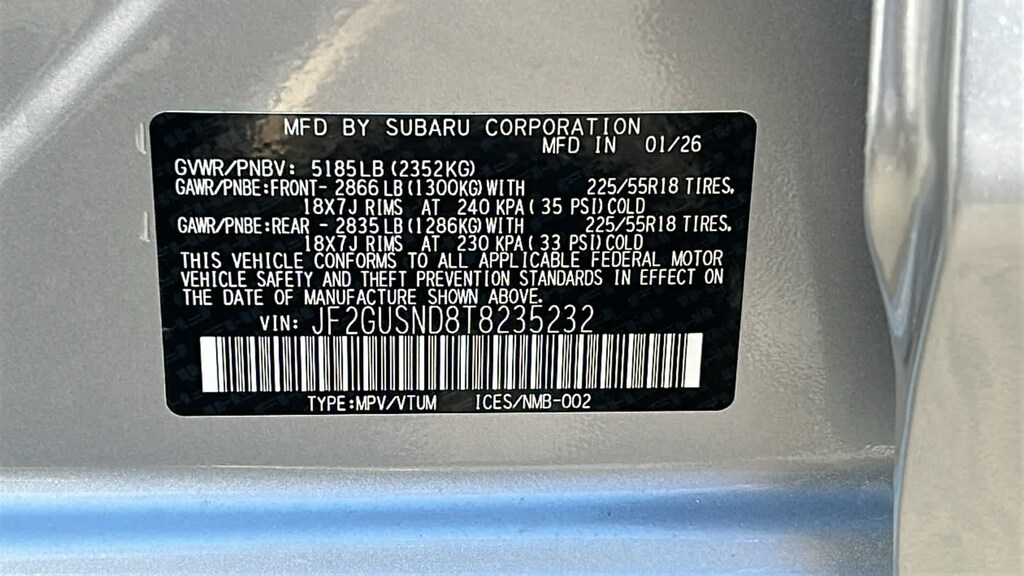 MFD BY SUBARU CORPORATION
MFD IN 01/26
GVWR/PNBV: 5185LB (2352KG)
GAWR/PNBE:FRONT- 2866 LB (1300KG) WITH 225/55R18 TIRES,
18X7J RIMS AT 240 KPA ( 35 PSI) COLD
GAWR/PNBE:REAR - 2835 LB (1286KG) WITH 225/55R18 TIRES,
18X7J RIMS AT 230 KPA ( 33 PSI) COLD
THIS VEHICLE CONFORMS TO ALL APPLICABLE FEDERAL MOTOR
VEHICLE SAFETY AND THEFT PREVENTION STANDARDS IN EFFECT ON
THE DATE OF MANUFACTURE SHOWN ABOVE.
VIN: JF2GUSND8T8235232
TYPE:MPV/VTUM ICES/NMB-002